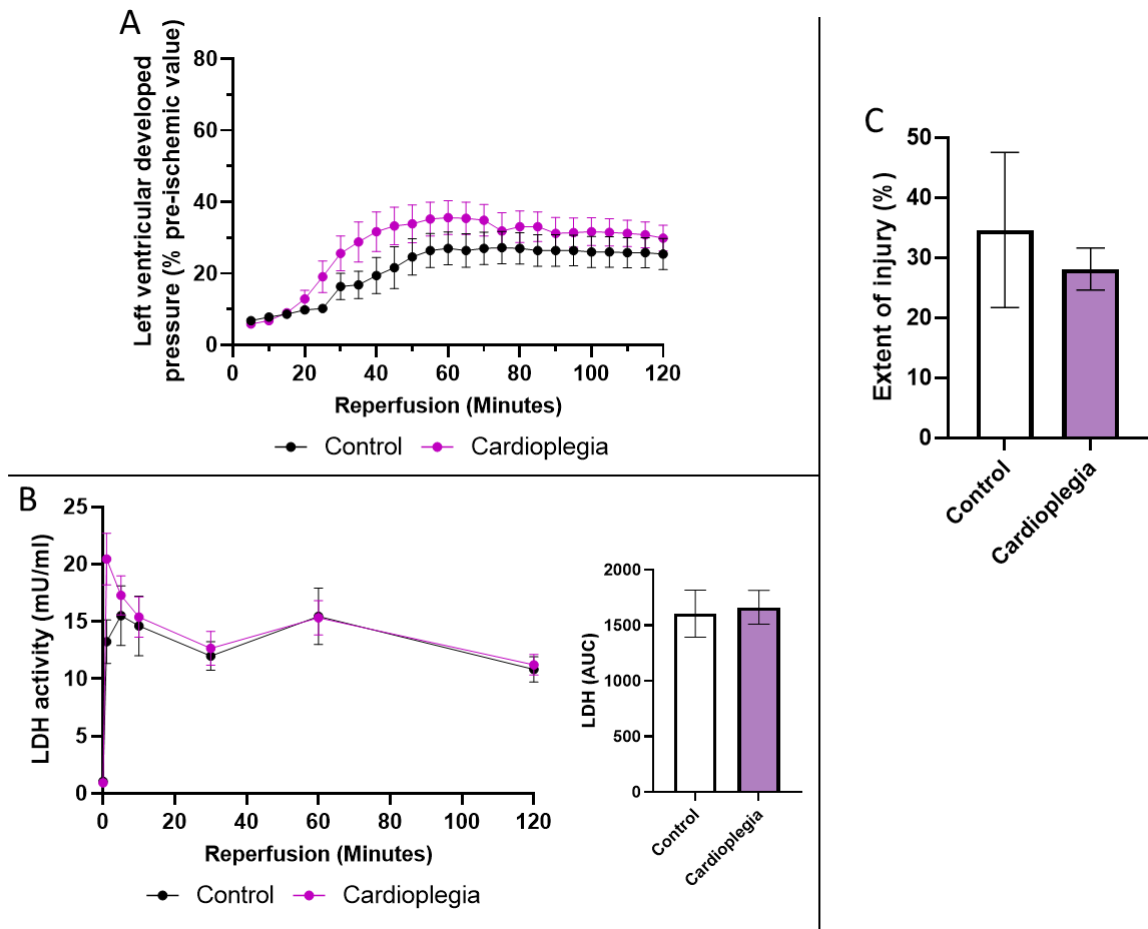 A
Left ventricular developed
pressure (% pre-ischemic value)
80
60
40
20
0
0 20 40 60 80 100 120
Reperfusion (Minutes)
Control Cardioplegia
B
LDH activity (mU/ml)
25
20
15
10
5
0
0 20 40 60 80 100 120
Reperfusion (Minutes)
Control Cardioplegia
LDH (AUC)
2000
1500
1000
500
0
Control
Cardioplegia
C
Extent of injury (%)
50
40
30
20
10
0
Control
Cardioplegia